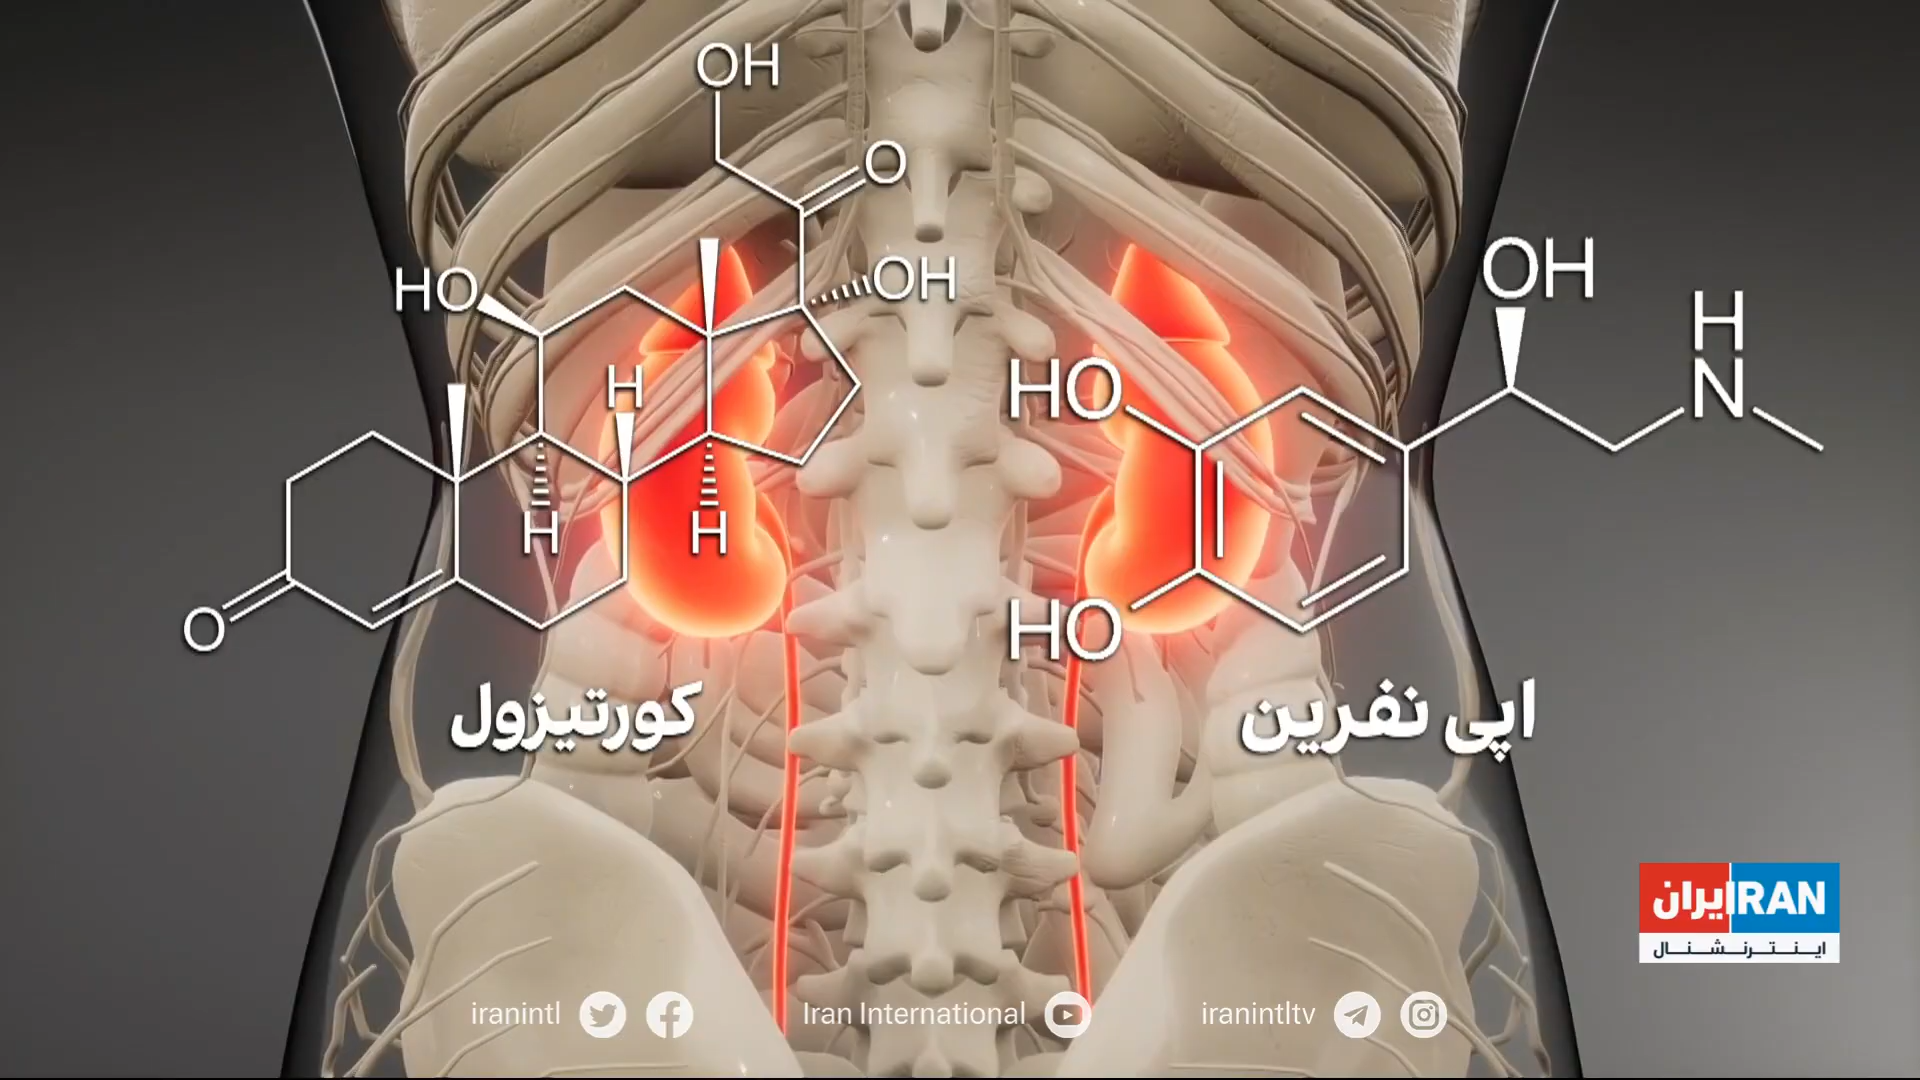 OH
O
HO
OH
H
H
H
O
کورتیزول
OH
H
N
HO
HO
اپی نفرین
ایران IRAN
اینترنشنال
iranintl
Iran International
iranintltv